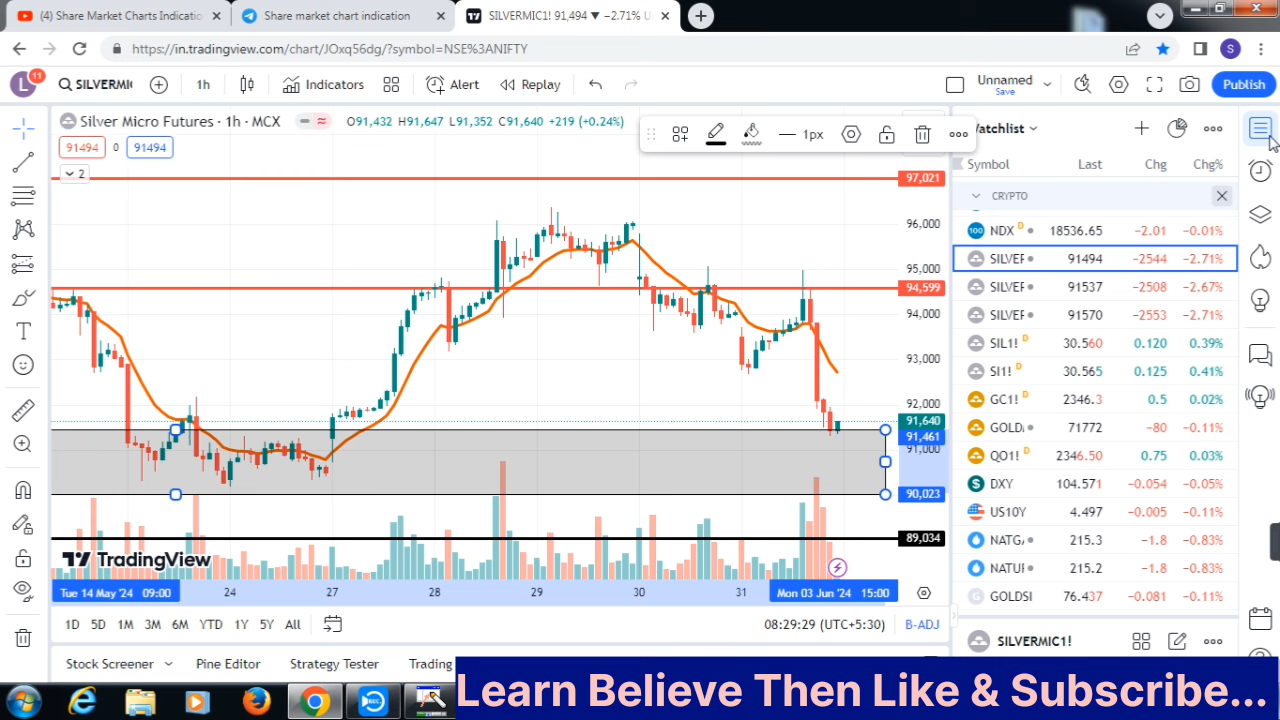 (4) Share Market Charts Indicatio
Share market chart indication
SILVERMIC1! 91,494 ▼ −2.71% U
https://in.tradingview.com/chart/JOxq56dg/?symbol=NSE%3ANIFTY
S
L 11
SILVERMI
1h
Indicators
Alert
Replay
Unnamed
Save
Publish
Silver Micro Futures · 1h · MCX
O91,432 H91,647 L91,352 C91,640 +219 (+0.24%)
1px
Watchlist
91494 0 91494
2
Symbol Last Chg Chg%
CRYPTO
NDX D 18536.65 −2.01 −0.01%
SILVER 91494 −2544 −2.71%
SILVER 91537 −2508 −2.67%
SILVER 91570 −2553 −2.71%
SIL1! D 30.560 0.120 0.39%
SI1! D 30.565 0.125 0.41%
GC1! D 2346.3 0.5 0.02%
GOLD 71772 −80 −0.11%
QO1! D 2346.50 0.75 0.03%
DXY 104.571 −0.054 −0.05%
US10Y 4.497 −0.005 −0.11%
NATGA 215.3 −1.8 −0.83%
NATUR 215.2 −1.8 −0.83%
GOLDSI 76.437 −0.081 −0.11%
97,021
96,000
95,000
94,599
94,000
93,000
92,000
91,640
91,461
91,000
90,023
89,034
TradingView
Tue 14 May '24 09:00 24 27 28 29 30 31 Mon 03 Jun '24 15:00
1D 5D 1M 3M 6M YTD 1Y 5Y All
08:29:29 (UTC+5:30) B-ADJ
SILVERMIC1!
Stock Screener Pine Editor Strategy Tester Trading
Learn Believe Then Like & Subscribe...